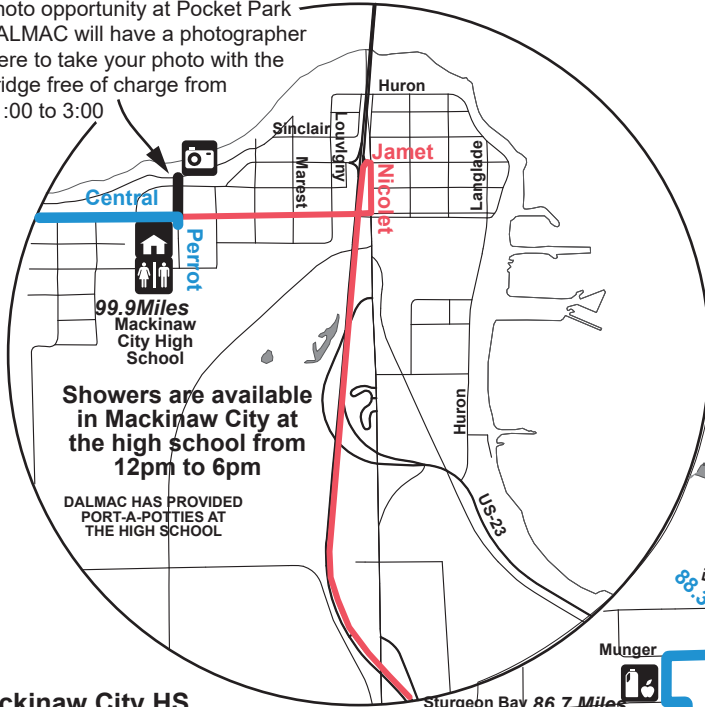 hoto opportunity at Pocket Park
ALMAC will have a photographer
ere to take your photo with the
ridge free of charge from
:00 to 3:00
Huron
Sinclair
Louvigny
Jamet
Marest
Nicolet
Langlade
Central
Perrot
99.9Miles
Mackinaw
City High
School
Showers are available
in Mackinaw City at
the high school from
12pm to 6pm
Huron
DALMAC HAS PROVIDED
PORT-A-POTTIES AT
THE HIGH SCHOOL
US-23
88.3
Munger
ckinaw City HS
Sturgeon Bay 86.7 Miles